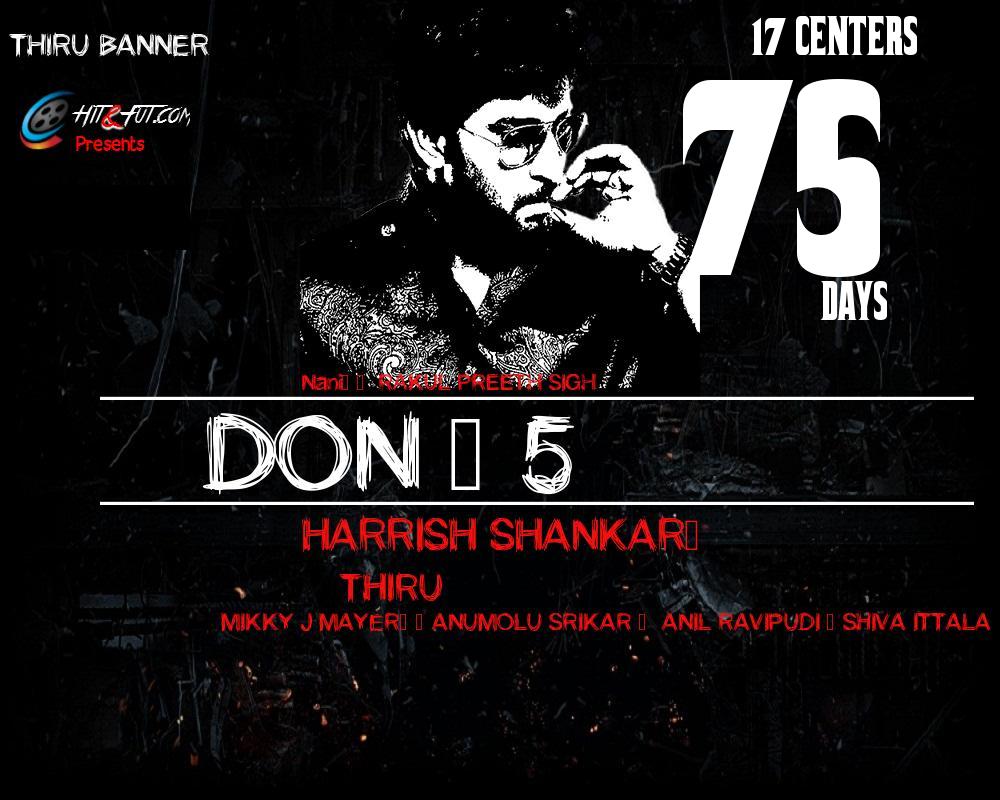 THIRU BANNER
17 CENTERS
HIT&FUT.COM
Presents
75
DAYS
Nani▯ ▯ RAKUL PREETH SIGH
DON ▯ 5
HARRISH SHANKAR▯
THIRU
MIKKY J MAYER▯ ▯ ANUMOLU SRIKAR ▯ ANIL RAVIPUDI ▯ SHIVA ITTALA